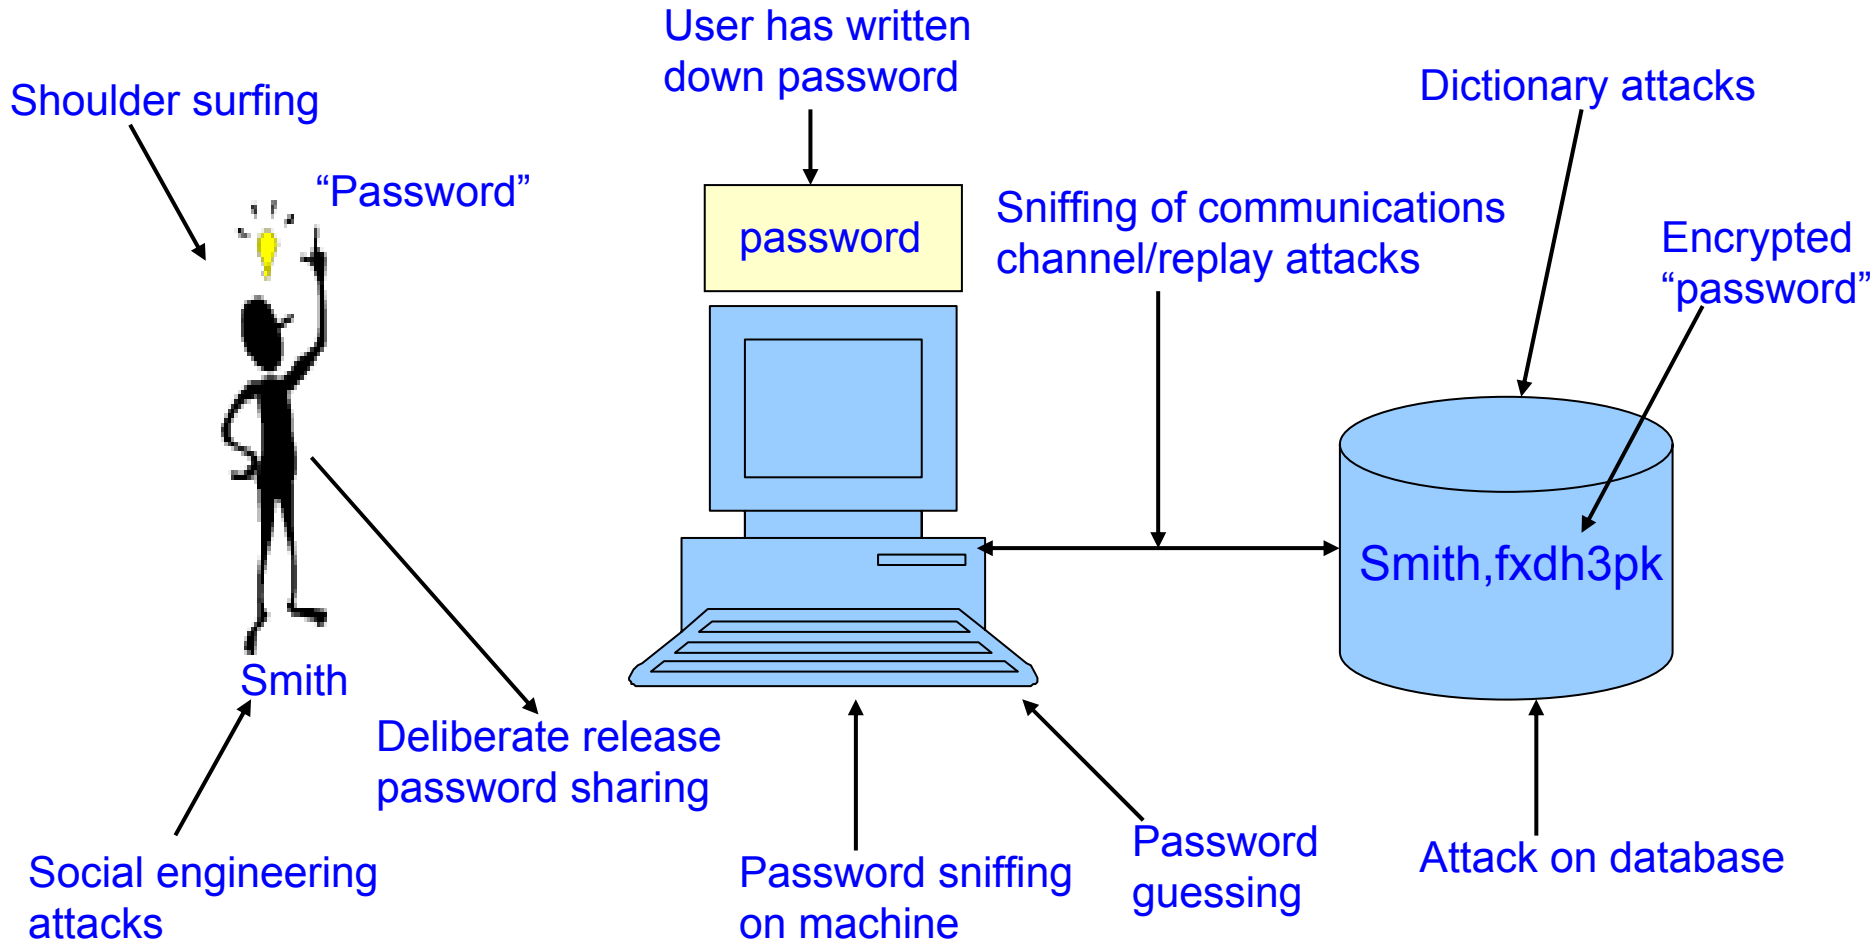 User has written
down password
Shoulder surfing
Dictionary attacks
“Password”
password
Sniffing of communications
channel/replay attacks
Encrypted
“password”
Smith,fxdh3pk
Smith
Deliberate release
password sharing
Social engineering
attacks
Password sniffing
on machine
Password
guessing
Attack on database